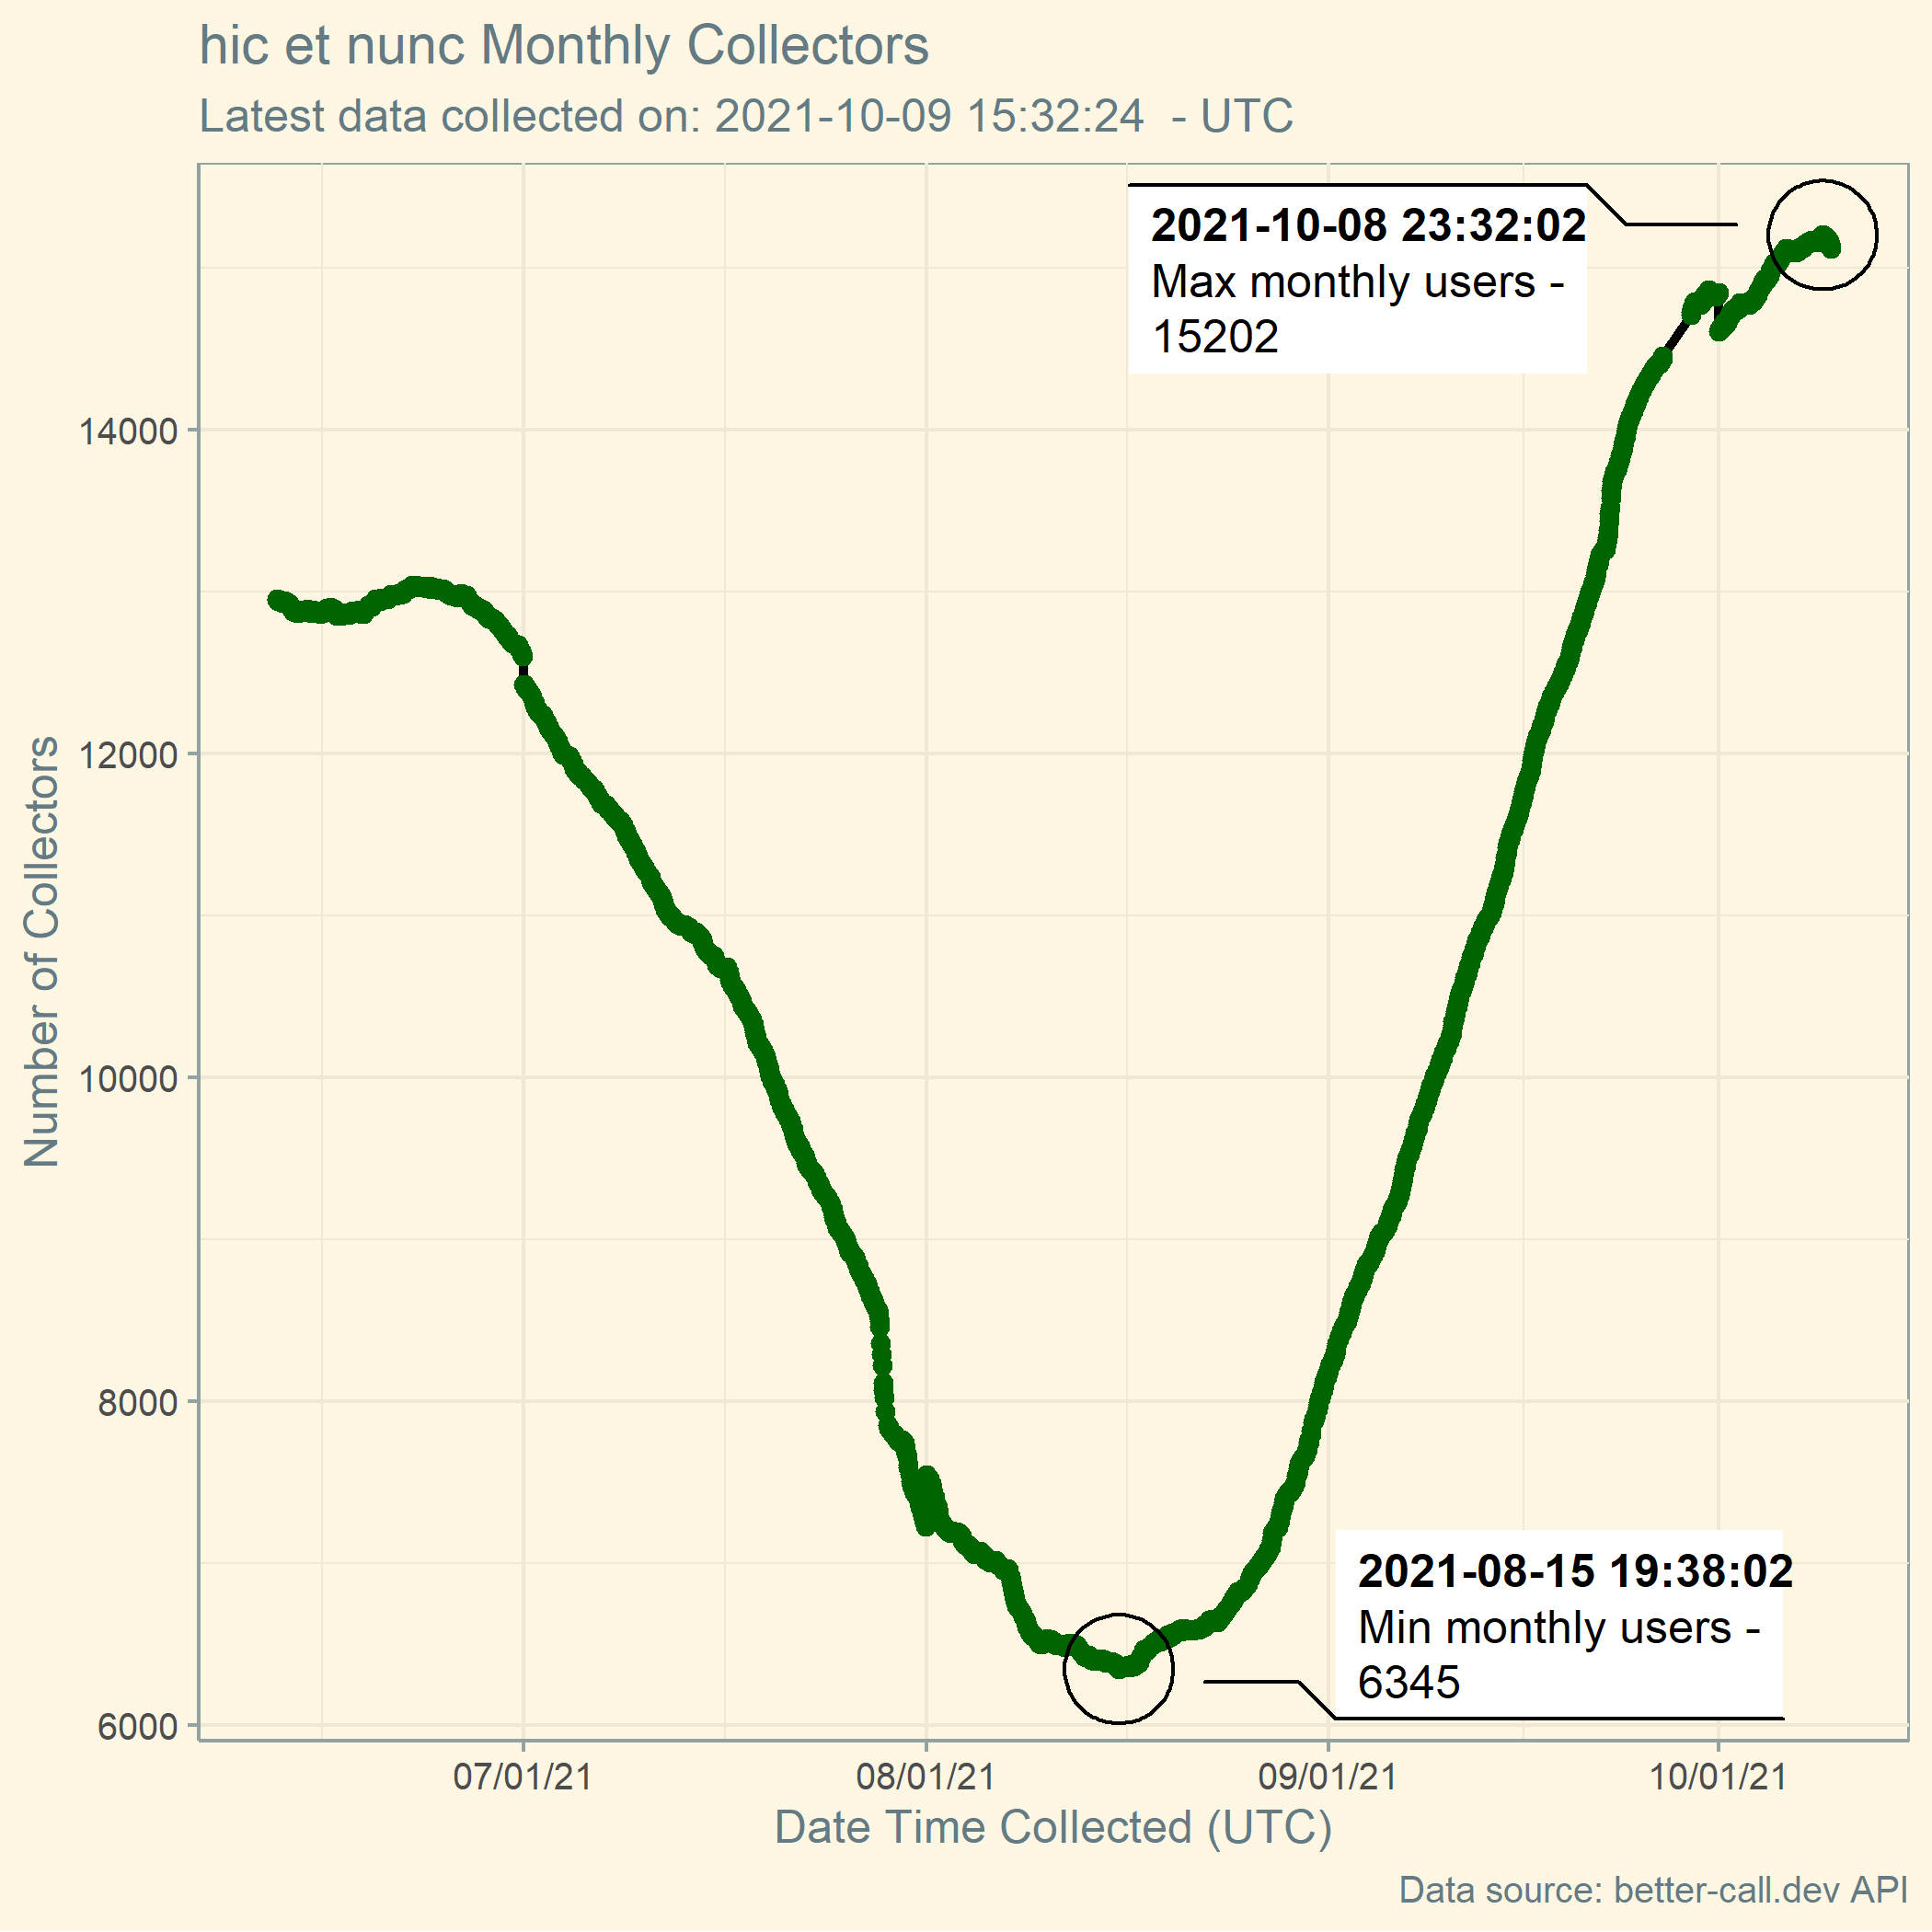 hic et nunc Monthly Collectors
Latest data collected on: 2021-10-09 15:32:24  - UTC
2021-10-08 23:32:02
Max monthly users -
15202
14000
12000
10000
8000
6000
Number of Collectors
2021-08-15 19:38:02
Min monthly users -
6345
07/01/21
08/01/21
09/01/21
10/01/21
Date Time Collected (UTC)
Data source: better-call.dev API